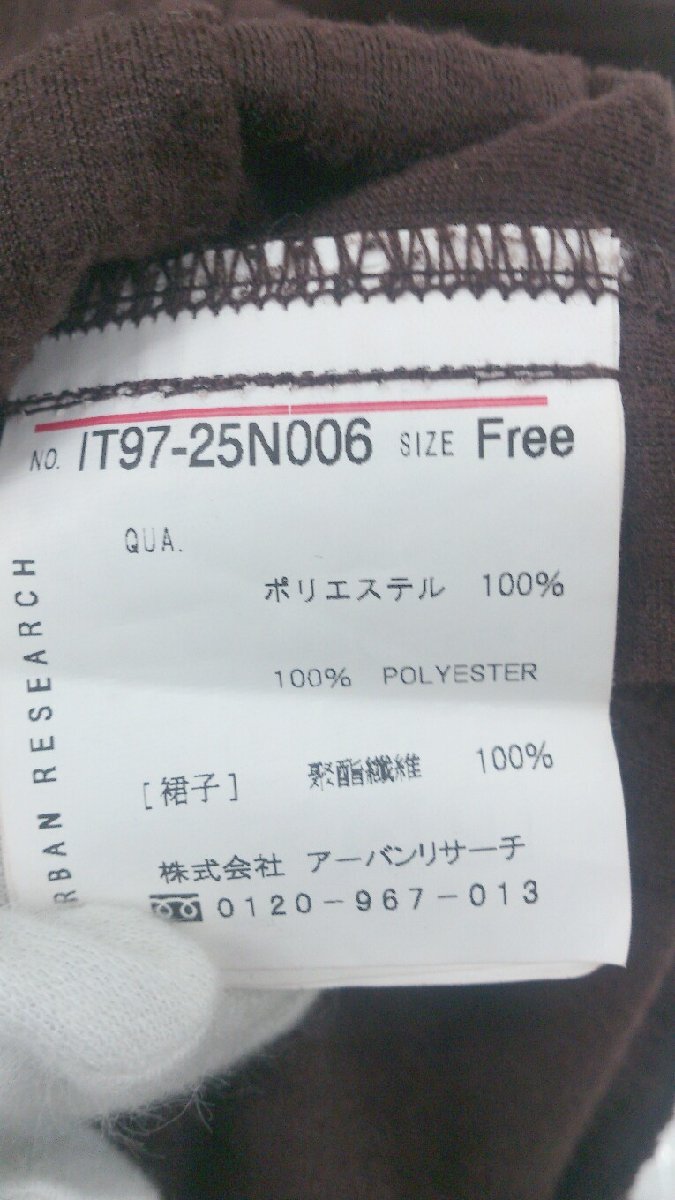 NO. IT97-25N006 SIZE Free
QUA.
ポリエステル 100%
100% POLYESTER
[裙子] 聚酯纖維 100%
株式会社 アーバンリサーチ
0120-967-013
RBAN RESEARCH